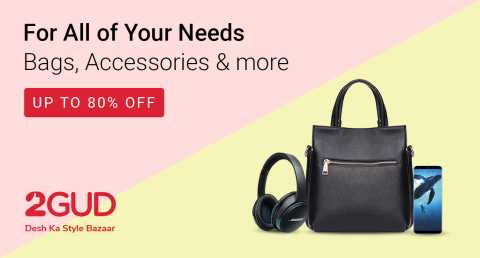 For All of Your Needs
Bags, Accessories & more
UP TO 80% OFF
2GUD
Desh Ka Style Bazaar